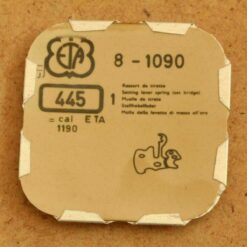 ETA
8 - 1090
445
1
Ressort de tirette
Setting lever spring (set bridge)
Muelle de tirete
Stellhebelfeder
Molla della levetta di messa all'ora
= cal ETA
1190